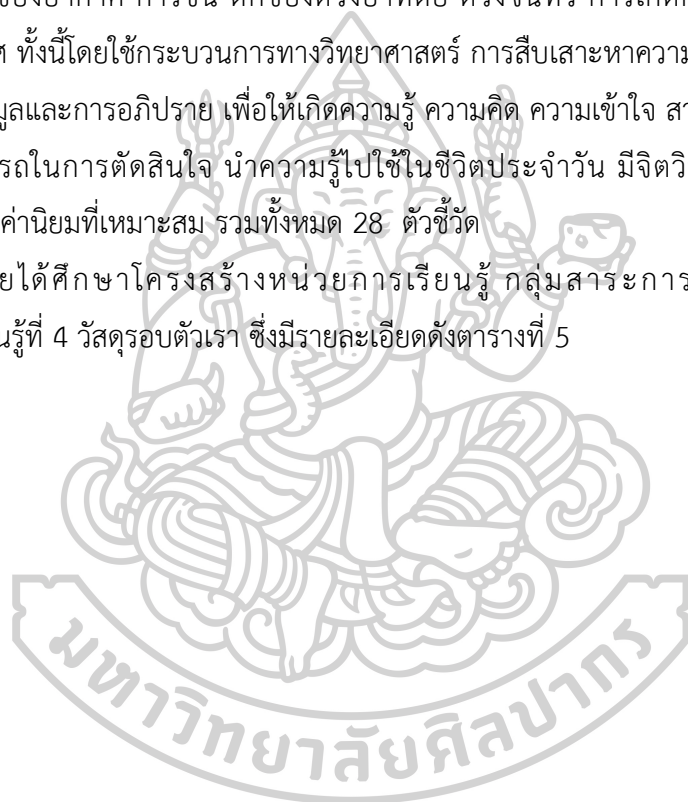 ทั้งนี้โดยใช้กระบวนการทางวิทยาศาสตร์ การสืบเสาะหาความ
มูลและการอภิปราย เพื่อให้เกิดความรู้ ความคิด ความเข้าใจ
รถในการตัดสินใจ นำความรู้ไปใช้ในชีวิตประจำวัน มีจิตวิ
ค่านิยมที่เหมาะสม รวมทั้งหมด 28 ตัวชี้วัด
ยได้ศึกษาโครงสร้างหน่วยการเรียนรู้ กลุ่มสาระการ
นรู้ที่ 4 วัสดุรอบตัวเรา ซึ่งมีรายละเอียดดังตารางที่ 5
มหาวิทยาลัยศิลปากร